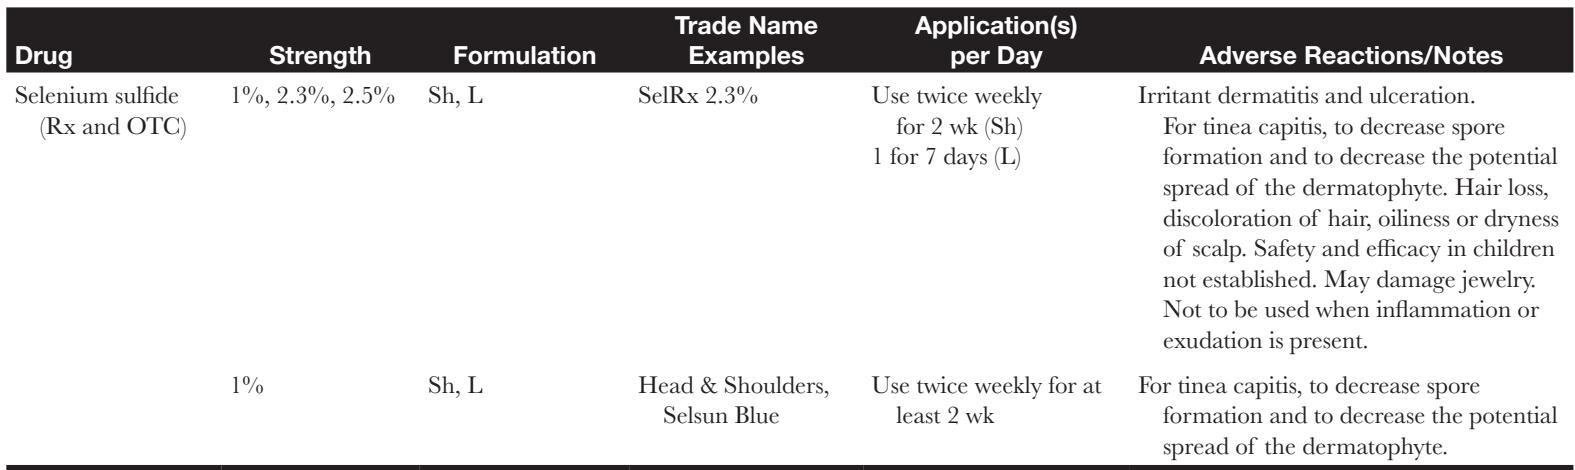 Drug Strength Formulation Trade Name Examples Application(s) per Day Adverse Reactions/Notes
Selenium sulfide (Rx and OTC)
1%, 2.3%, 2.5%
Sh, L
SelRx 2.3%
Use twice weekly
for 2 wk (Sh)
1 for 7 days (L)
Irritant dermatitis and ulceration.
For tinea capitis, to decrease spore
formation and to decrease the potential
spread of the dermatophyte. Hair loss,
discoloration of hair, oiliness or dryness
of scalp. Safety and efficacy in children
not established. May damage jewelry.
Not to be used when inflammation or
exudation is present.
1%
Sh, L
Head & Shoulders,
Selsun Blue
Use twice weekly for at
least 2 wk
For tinea capitis, to decrease spore
formation and to decrease the potential
spread of the dermatophyte.